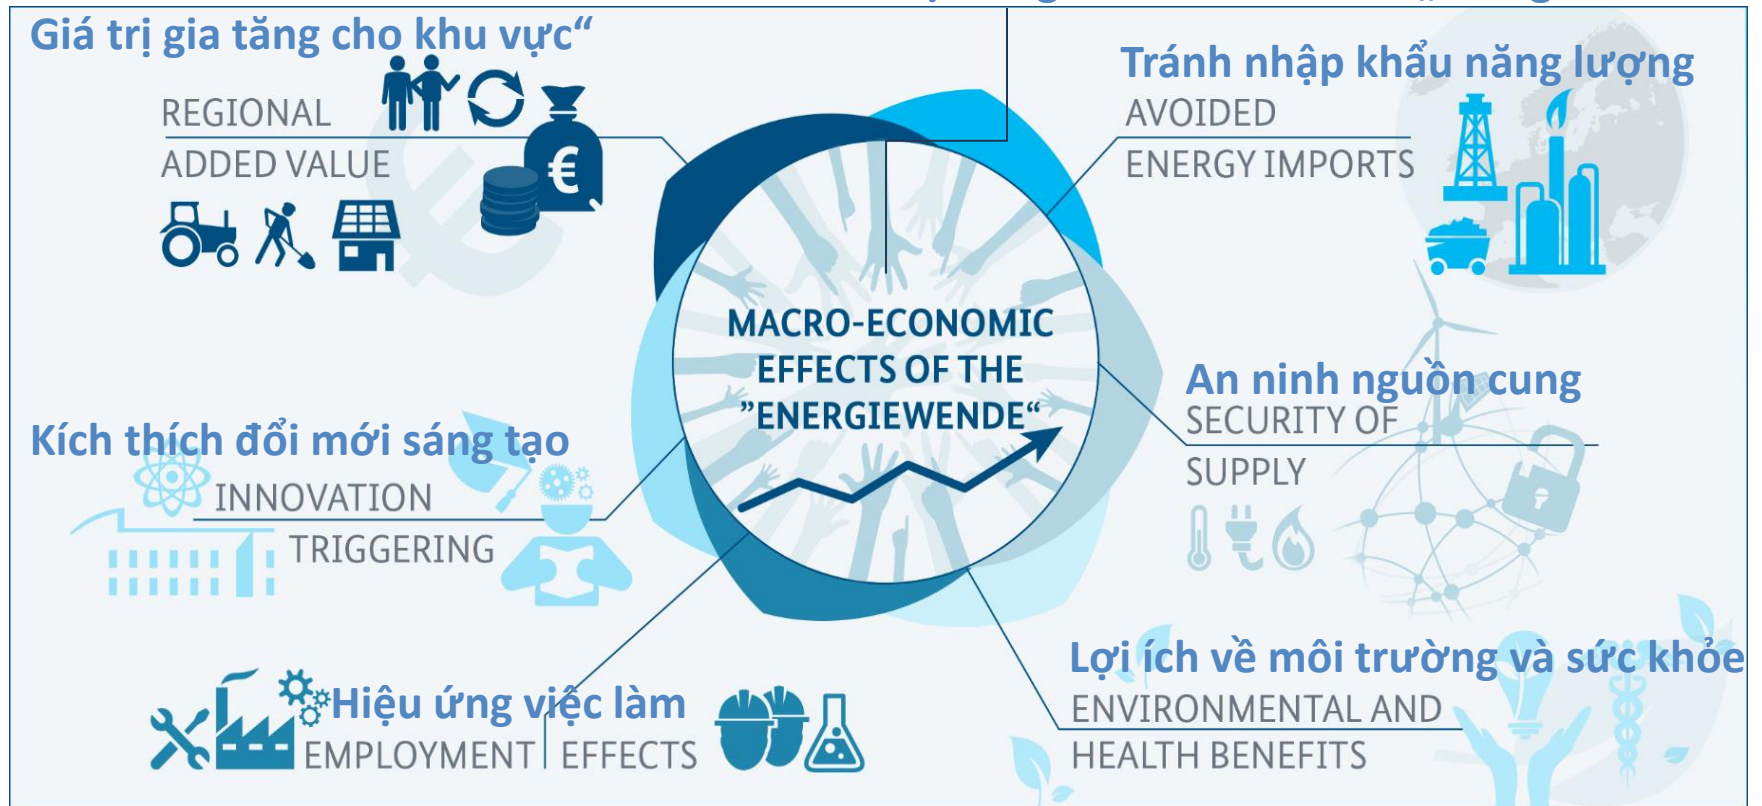 Giá trị gia tăng cho khu vực“
REGIONAL
ADDED VALUE
€
Tránh nhập khẩu năng lượng
AVOIDED
ENERGY IMPORTS
MACRO-ECONOMIC
EFFECTS OF THE
”ENERGIEWENDE“
An ninh nguồn cung
SECURITY OF
SUPPLY
Kích thích đổi mới sáng tạo
INNOVATION
TRIGGERING
Hiệu ứng việc làm
EMPLOYMENT EFFECTS
Lợi ích về môi trường và sức khỏe
ENVIRONMENTAL AND
HEALTH BENEFITS